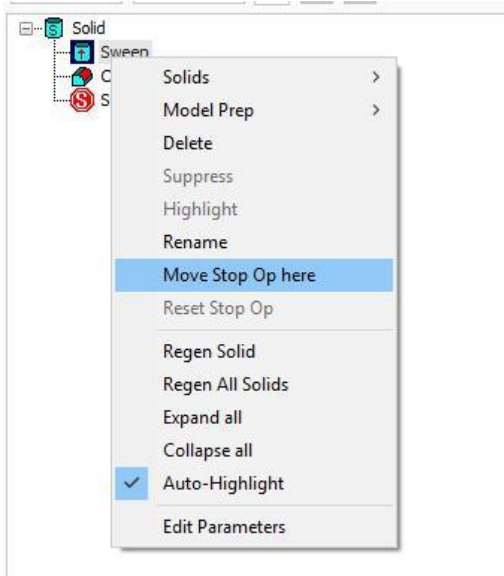 Solid
Sweep
C
S
Solids
Model Prep
Delete
Suppress
Highlight
Rename
Move Stop Op here
Reset Stop Op
Regen Solid
Regen All Solids
Expand all
Collapse all
Auto-Highlight
Edit Parameters